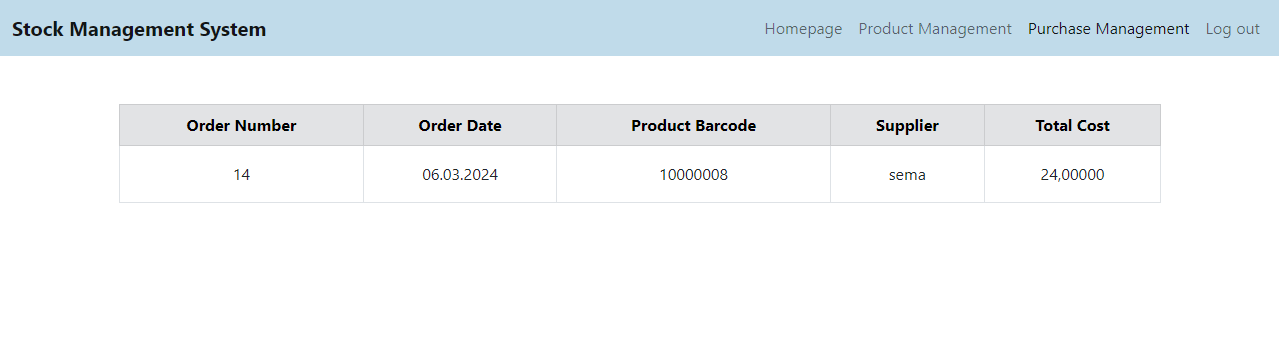 Stock Management System Homepage Product Management Purchase Management Log out
Order Number Order Date Product Barcode Supplier Total Cost
14 06.03.2024 10000008 sema 24,00000